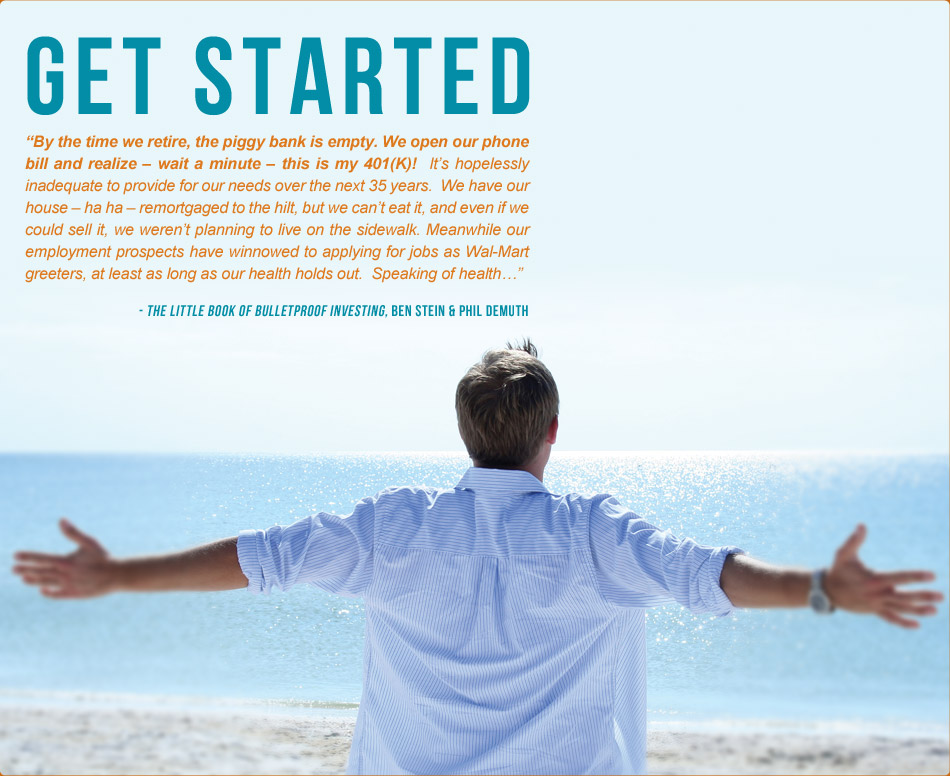 GET STARTED
“By the time we retire, the piggy bank is empty. We open our phone
bill and realize – wait a minute – this is my 401(K)!  It’s hopelessly
inadequate to provide for our needs over the next 35 years.  We have our
house – ha ha – remortgaged to the hilt, but we can’t eat it, and even if we
could sell it, we weren’t planning to live on the sidewalk. Meanwhile our
employment prospects have winnowed to applying for jobs as Wal-Mart
greeters, at least as long as our health holds out.  Speaking of health…”
- THE LITTLE BOOK OF BULLETPROOF INVESTING, BEN STEIN & PHIL DEMUTH